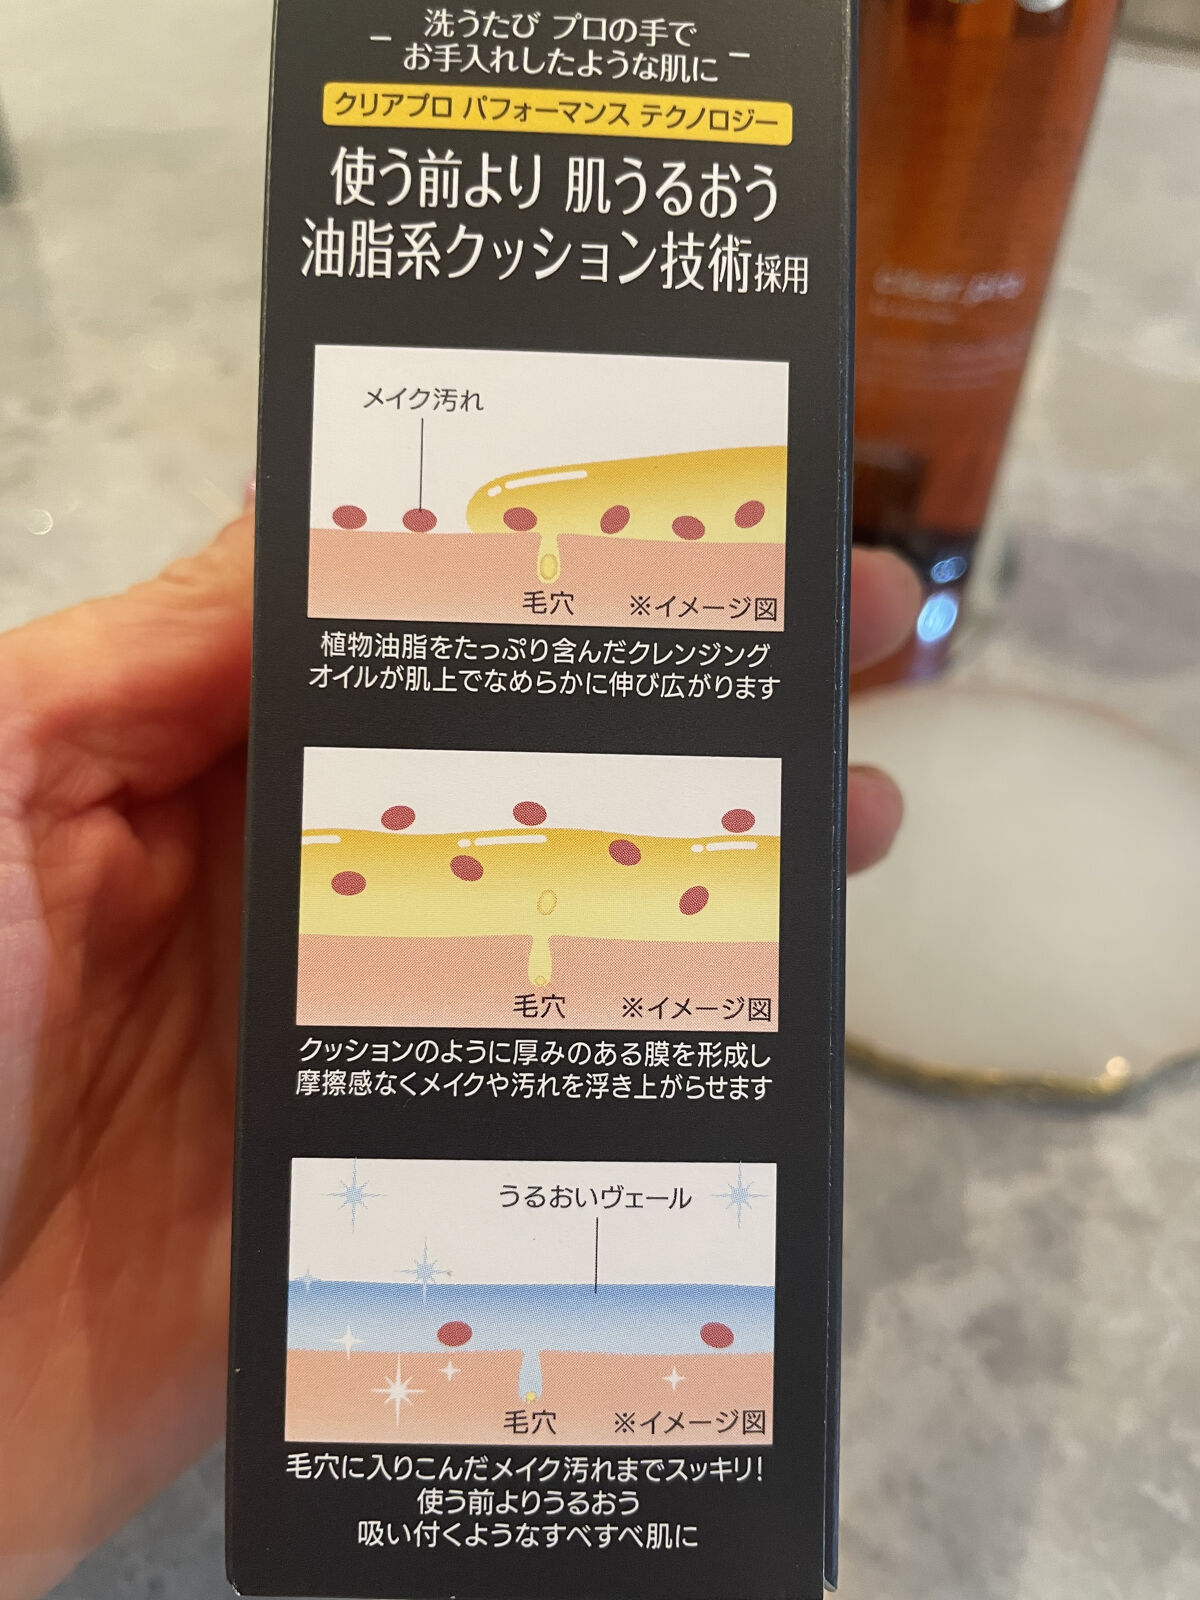 洗うたび プロの手で
お手入れしたような肌に
クリアプロ パフォーマンス テクノロジー
使う前より 肌うるおう
油脂系クッション技術採用
メイク汚れ
毛穴 ※イメージ図
植物油脂をたっぷり含んだクレンジング
オイルが肌上でなめらかに伸び広がります
毛穴 ※イメージ図
クッションのように厚みのある膜を形成し
摩擦感なくメイクや汚れを浮き上がらせます
うるおいヴェール
毛穴 ※イメージ図
毛穴に入りこんだメイク汚れまでスッキリ!
使う前よりうるおう
吸い付くようなすべすべ肌に